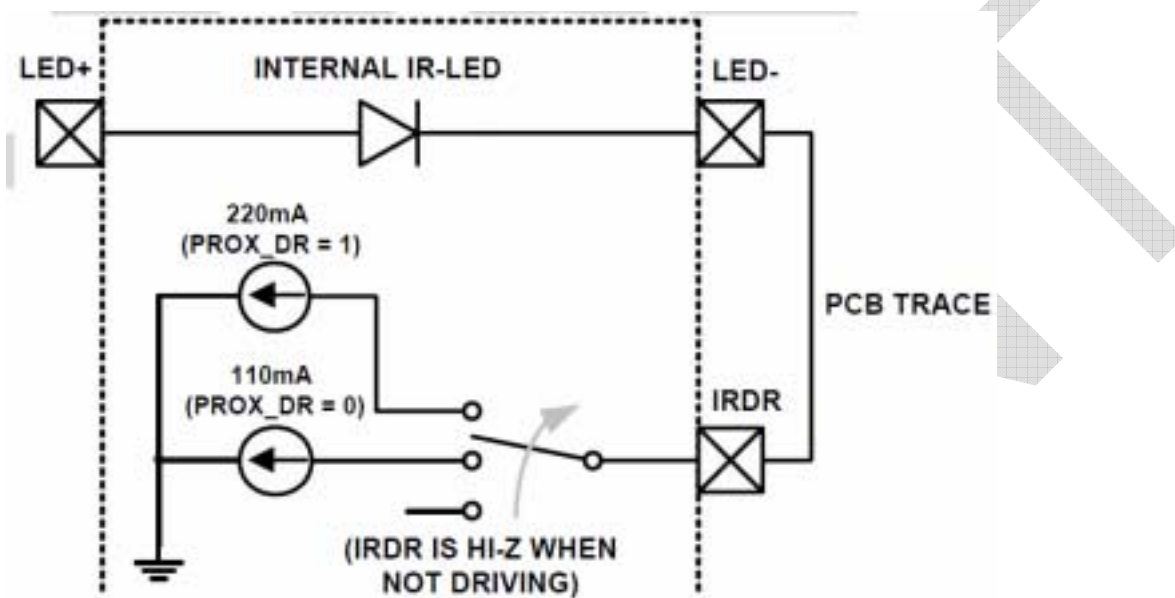 LED+
INTERNAL IR-LED
LED-
220mA
(PROX_DR = 1)
PCB TRACE
110mA
(PROX_DR = 0)
IRDR
(IRDR IS HI-Z WHEN
NOT DRIVING)